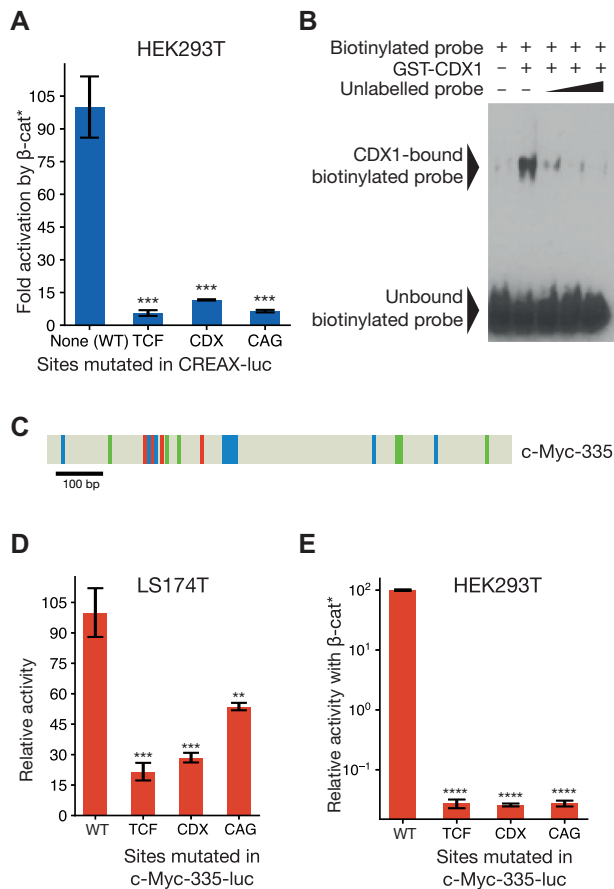 A
HEK293T
Fold activation by β-cat*
105
90
75
60
45
30
15
0
***
***
***
None (WT) TCF CDX CAG
Sites mutated in CREAX-luc
B
Biotinylated probe + + + + +
GST-CDX1 − + + + +
Unlabelled probe − −
CDX1-bound
biotinylated probe
Unbound
biotinylated probe
C
c-Myc-335
100 bp
D
LS174T
Relative activity
105
90
75
60
45
30
15
0
***
***
**
WT TCF CDX CAG
Sites mutated in
c-Myc-335-luc
E
HEK293T
Relative activity with β-cat*
10²
10¹
10⁰
10⁻¹
****
****
****
WT TCF CDX CAG
Sites mutated in
c-Myc-335-luc